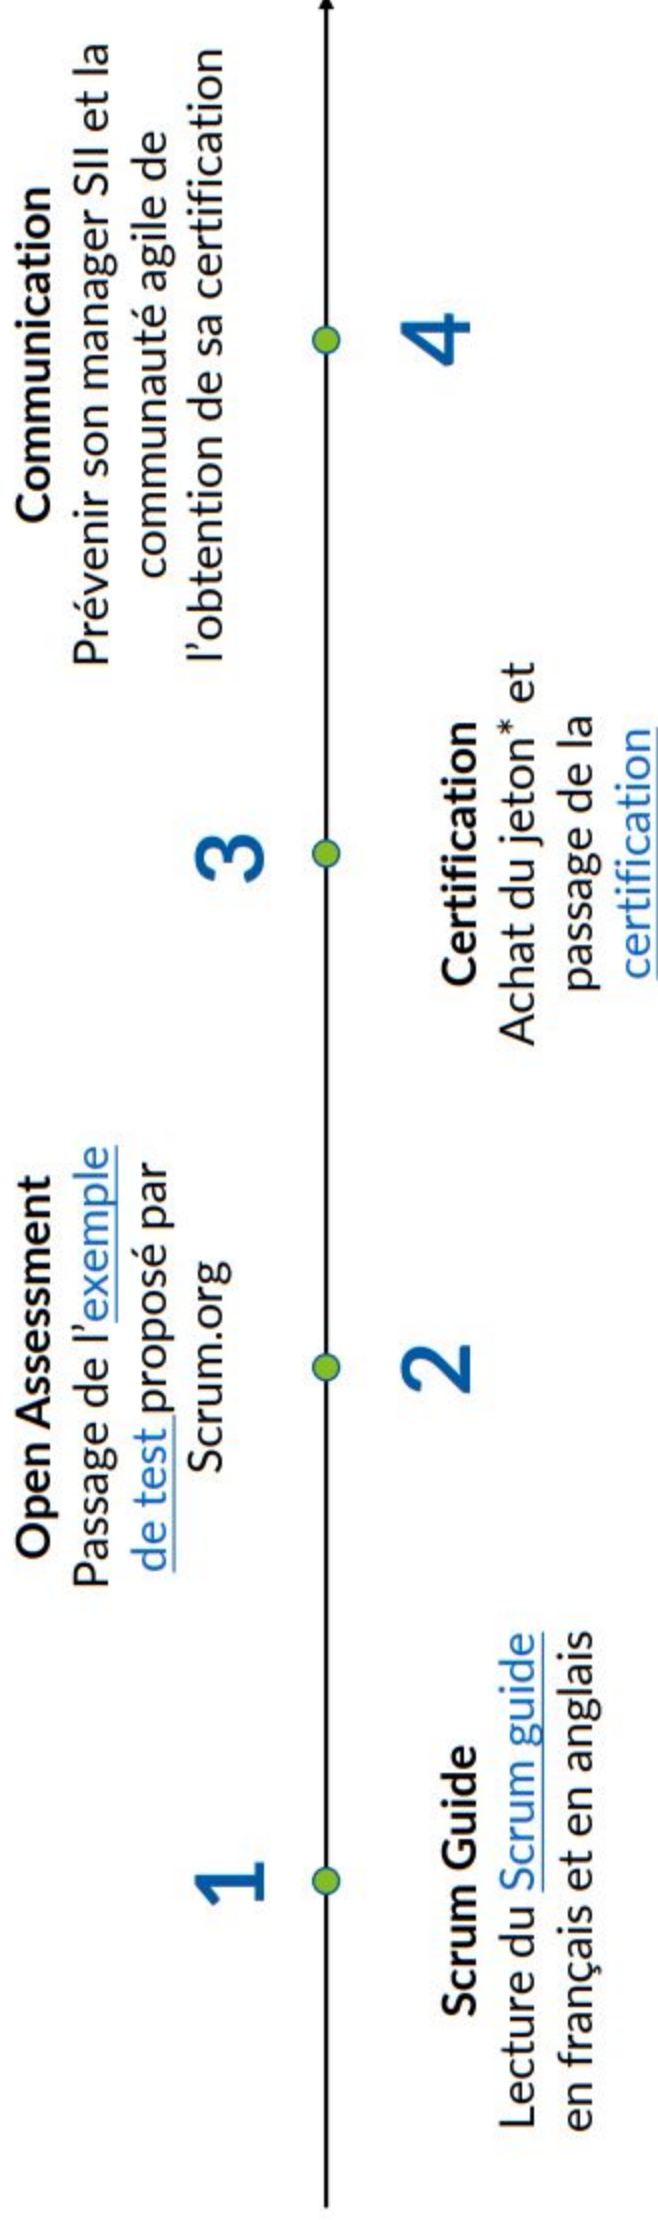 1
Scrum Guide
Lecture du Scrum guide
en français et en anglais
Open Assessment
Passage de l'exemple
de test proposé par
Scrum.org
2
3
Certification
Achat du jeton* et
passage de la
certification
Communication
Prévenir son manager SII et la
communauté agile de
l'obtention de sa certification
4